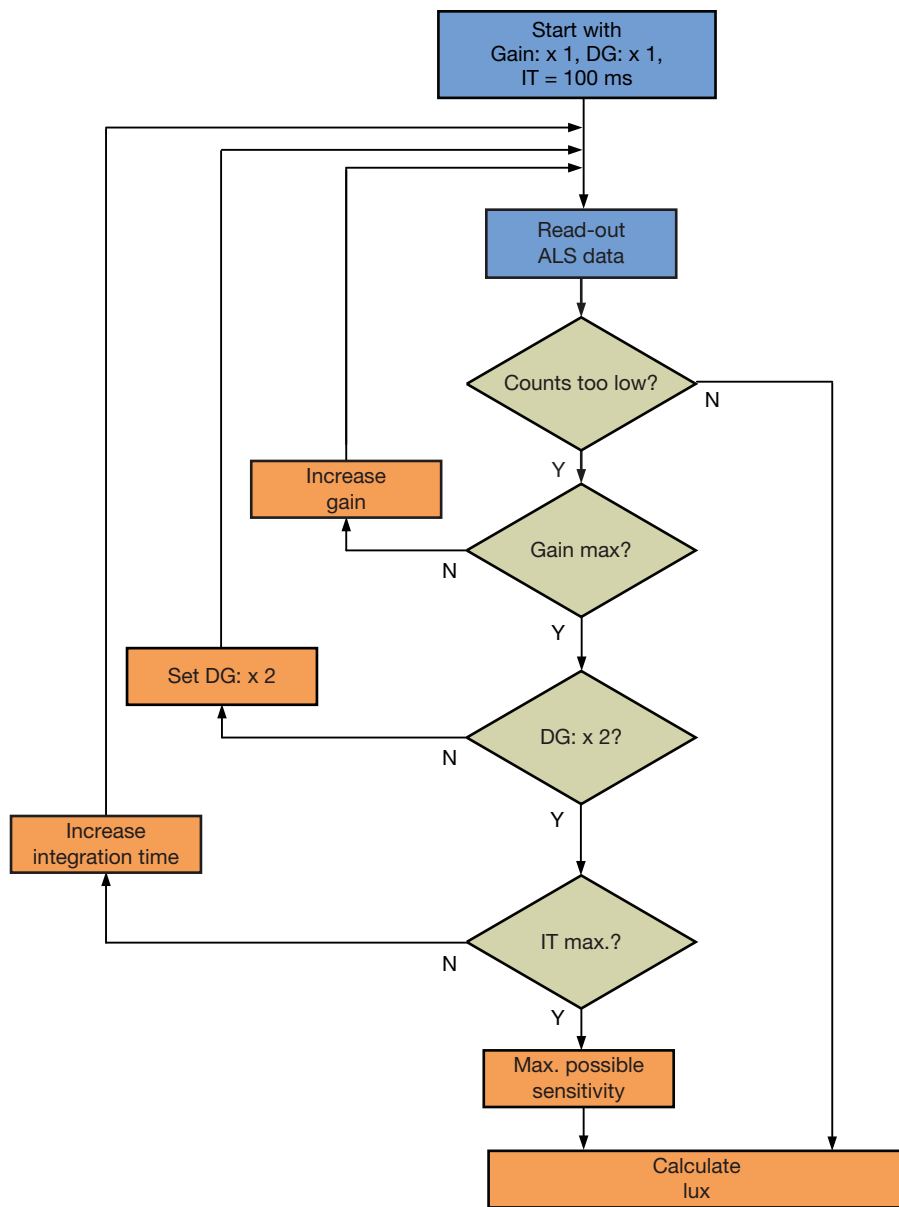 Start with
Gain: x 1, DG: x 1,
IT = 100 ms
Read-out
ALS data
Counts too low?
N
Y
Increase
gain
Gain max?
N
Y
Set DG: x 2
DG: x 2?
N
Y
Increase
integration time
IT max.?
N
Y
Max. possible
sensitivity
Calculate
lux